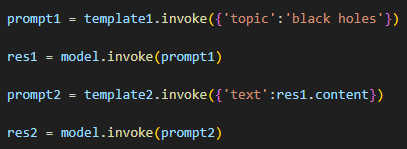 prompt1 = template1.invoke({'topic':'black holes'})
res1 = model.invoke(prompt1)
prompt2 = template2.invoke({'text':res1.content})
res2 = model.invoke(prompt2)